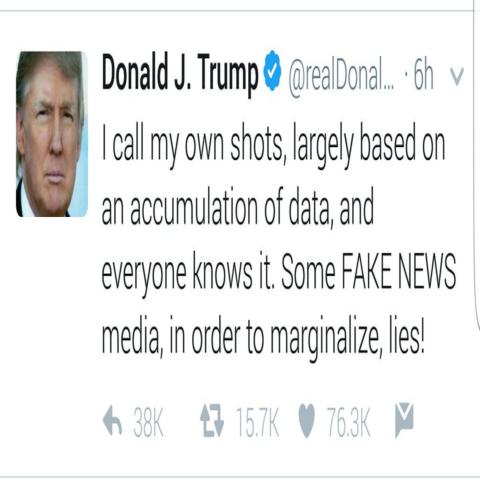 Donald J. Trump @realDonal... · 6h
I call my own shots, largely based on
an accumulation of data, and
everyone knows it. Some FAKE NEWS
media, in order to marginalize, lies!
38K 15.7K 76.3K